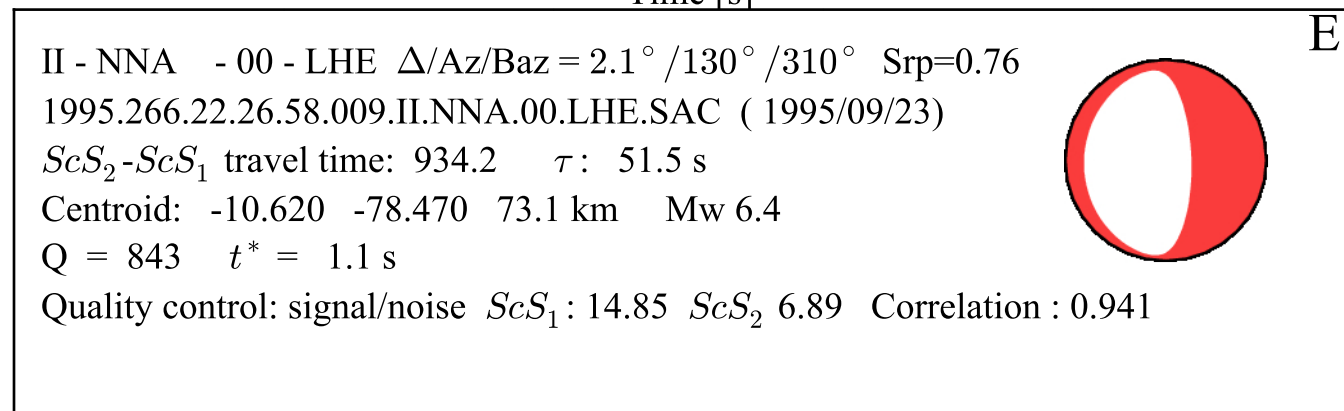 Time [s]
E
II - NNA - 00 - LHE Δ/Az/Baz = 2.1° /130° /310° Srp=0.76
1995.266.22.26.58.009.II.NNA.00.LHE.SAC ( 1995/09/23)
ScS₂-ScS₁ travel time: 934.2 τ : 51.5 s
Centroid: -10.620 -78.470 73.1 km Mw 6.4
Q = 843 t* = 1.1 s
Quality control: signal/noise ScS₁ : 14.85 ScS₂ 6.89 Correlation : 0.941